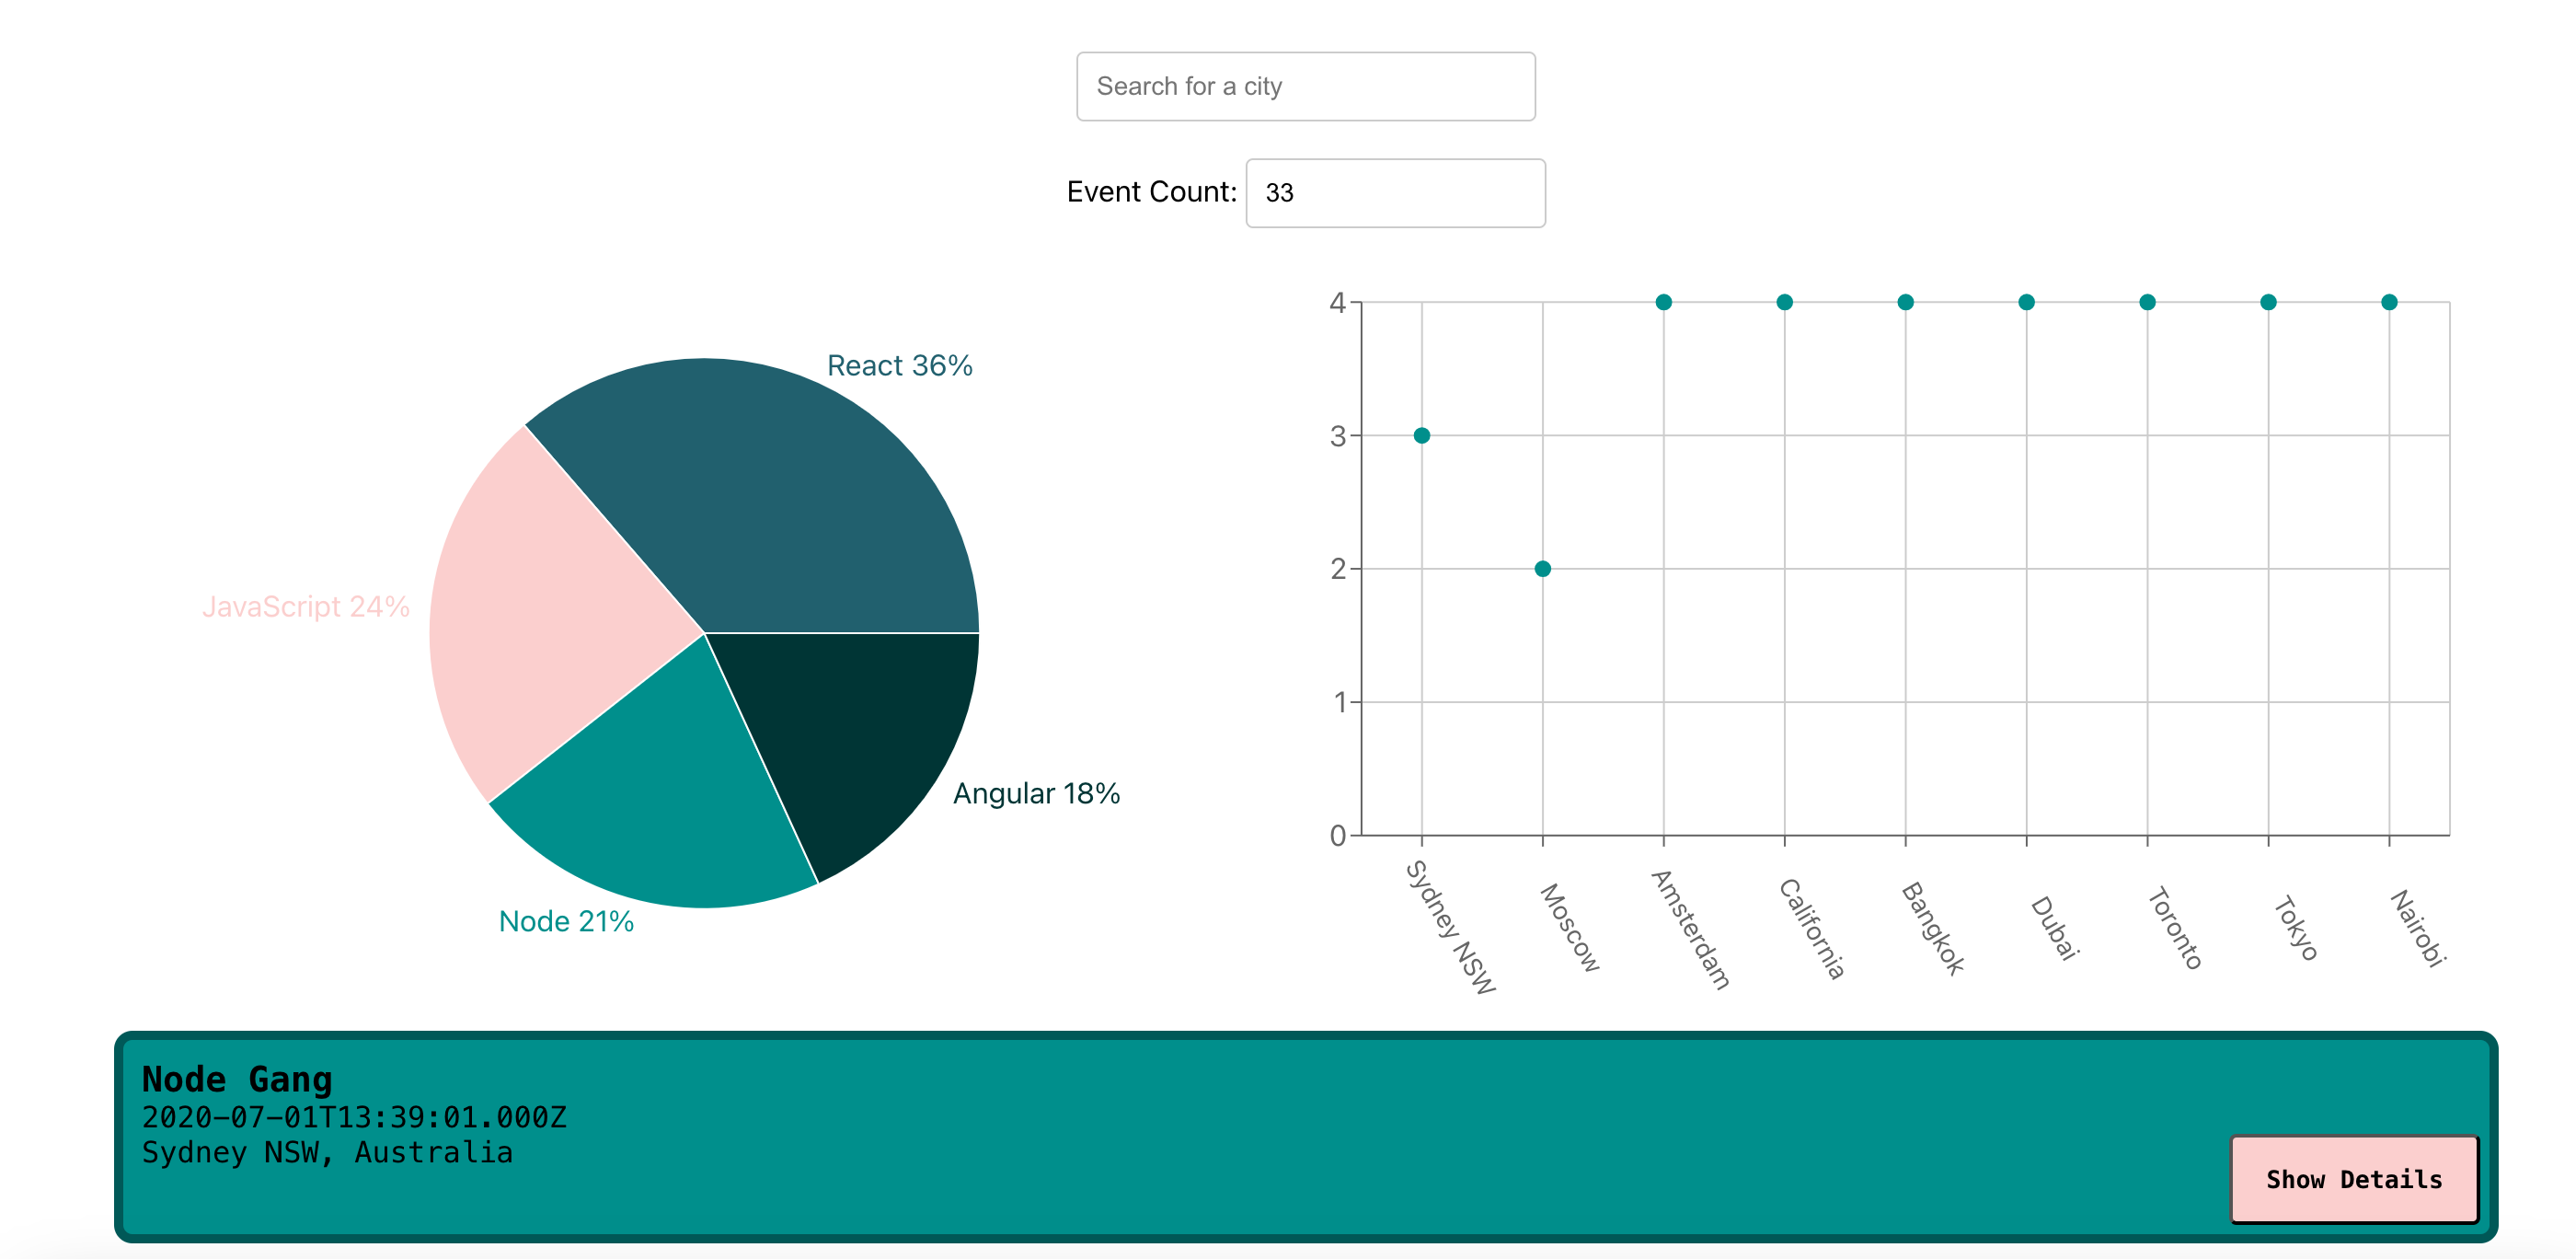 Search for a city
Event Count: 33
React 36%
JavaScript 24%
Angular 18%
Node 21%
4
3
2
1
0
Sydney NSW
Moscow
Amsterdam
California
Bangkok
Dubai
Toronto
Tokyo
Nairobi
Node Gang
2020-07-01T13:39:01.000Z
Sydney NSW, Australia
Show Details